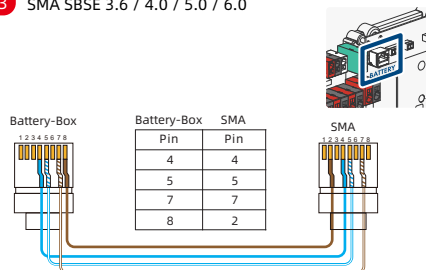 3 SMA SBSE 3.6 / 4.0 / 5.0 / 6.0
BATTERY
Battery-Box
1 2 3 4 5 6 7 8
Battery-Box SMA
Pin Pin
4 4
5 5
7 7
8 2
SMA
1 2 3 4 5 6 7 8